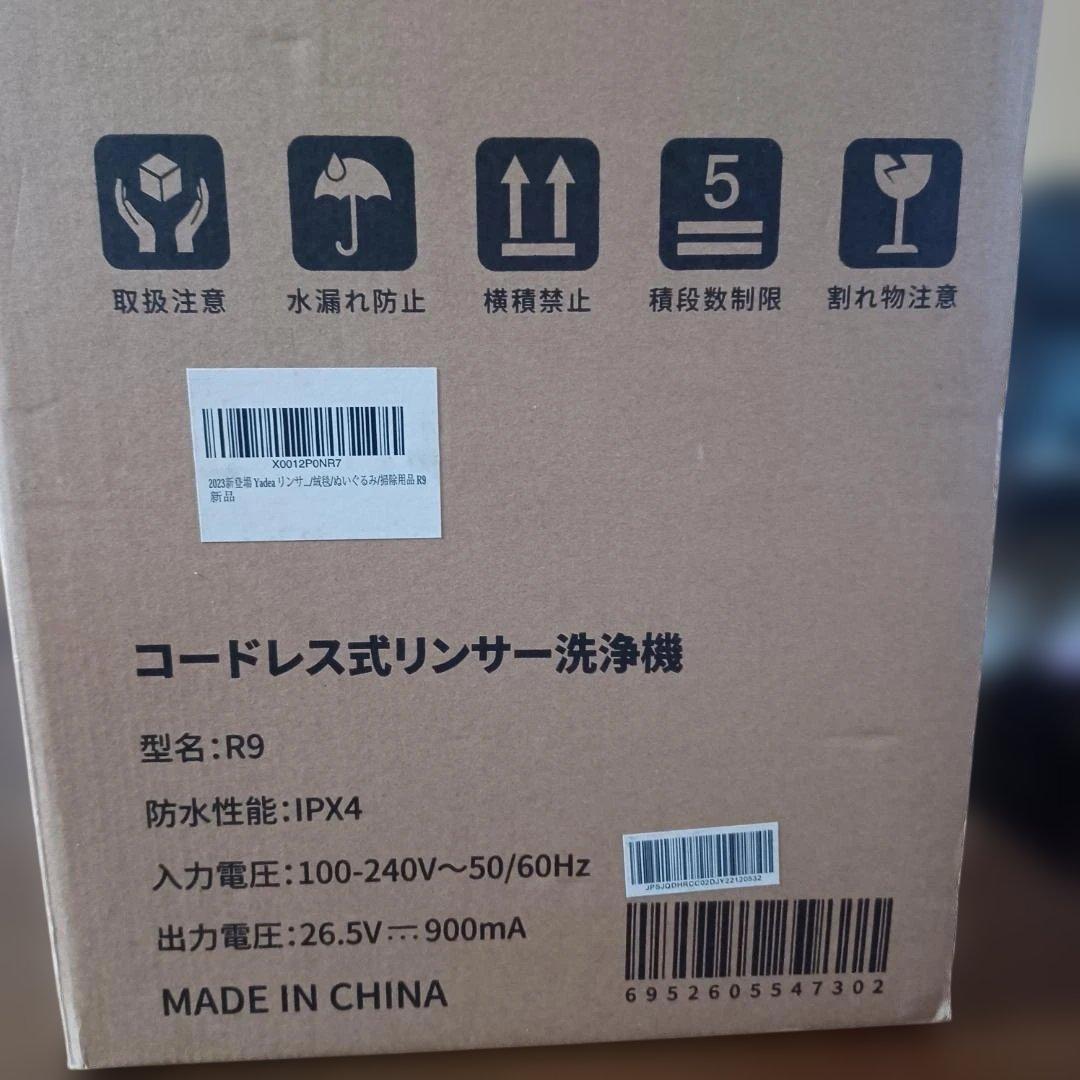 5
取扱注意 水漏れ防止 横積禁止 積段数制限 割れ物注意
X0012P0NR7
2023新登場 Yadea リンサ.../絨毯/ぬいぐるみ/掃除用品 R9
新品
コードレス式リンサー洗浄機
型名:R9
防水性能:IPX4
入力電圧:100-240V～50/60Hz
出力電圧:26.5V⎓900mA
MADE IN CHINA
JPSJQDHRCC02DJY22120532
6952605547302